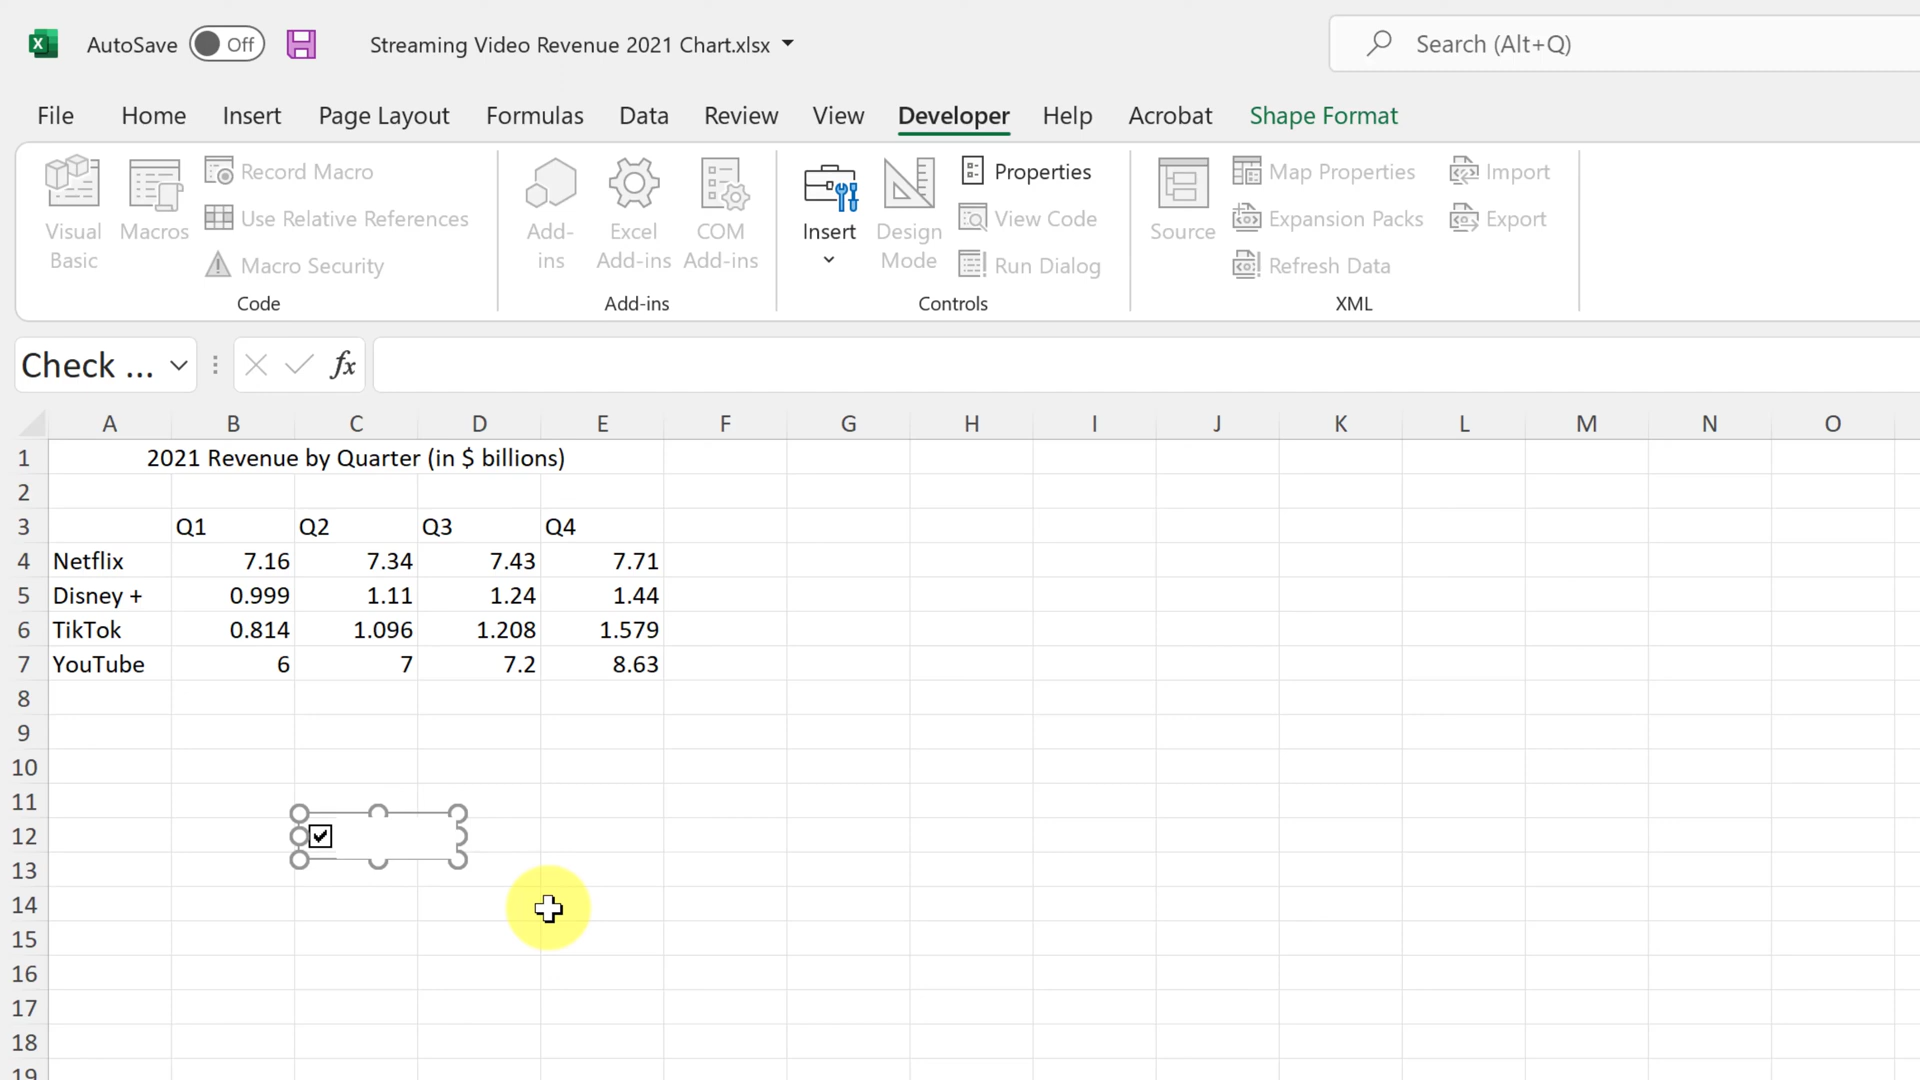 AutoSave Off Streaming Video Revenue 2021 Chart.xlsx Search (Alt+Q)
File Home Insert Page Layout Formulas Data Review View Developer Help Acrobat Shape Format
Visual Basic
Macros
Record Macro
Use Relative References
Macro Security
Code
Add-ins
Excel Add-ins
COM Add-ins
Add-ins
Insert
Design Mode
Properties
View Code
Run Dialog
Controls
Source
Map Properties
Expansion Packs
Refresh Data
Import
Export
XML
Check ... fx
A B C D E F G H I J K L M N O
1 2021 Revenue by Quarter (in $ billions)
2
3 Q1 Q2 Q3 Q4
4 Netflix 7.16 7.34 7.43 7.71
5 Disney + 0.999 1.11 1.24 1.44
6 TikTok 0.814 1.096 1.208 1.579
7 YouTube 6 7 7.2 8.63
8
9
10
11
12
13
14
15
16
17
18
19